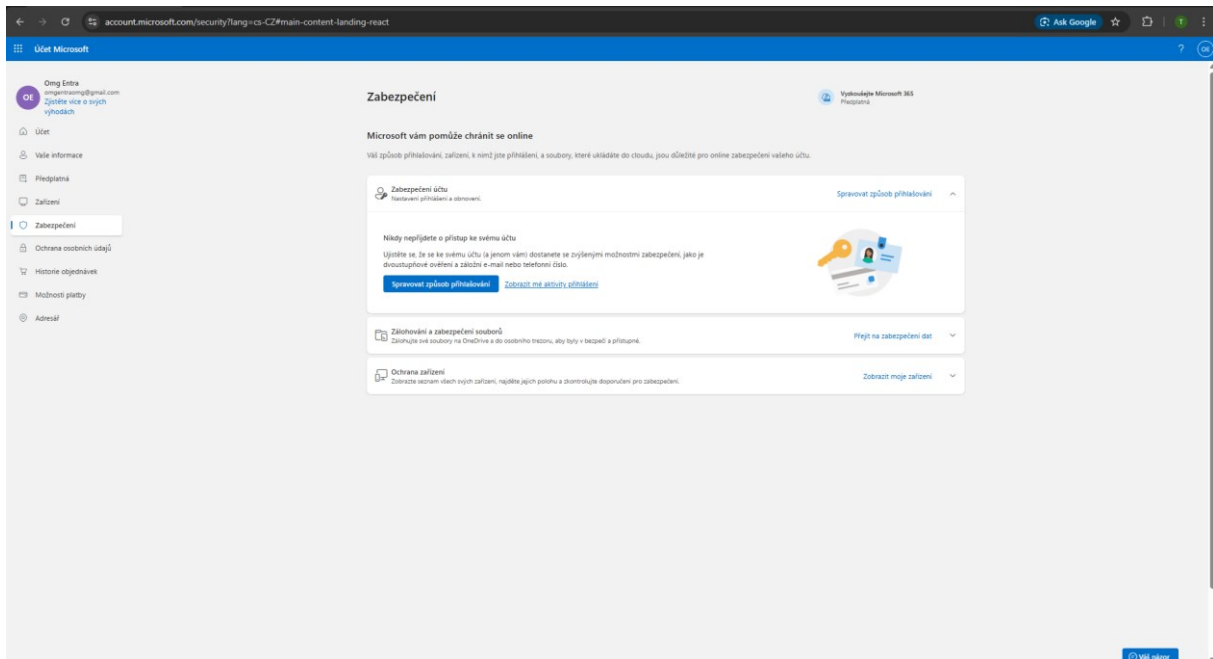 account.microsoft.com/security?lang=cs-CZ#main-content-landing-react
Ask Google
T
Účet Microsoft
?
OE
OE
Omg Entra
omgentraomg@gmail.com
Zjistěte více o svých
výhodách
Účet
Vaše informace
Předplatná
Zařízení
Zabezpečení
Ochrana osobních údajů
Historie objednávek
Možnosti platby
Adresář
Zabezpečení
Vyzkoušejte Microsoft 365
Předplatná
Microsoft vám pomůže chránit se online
Váš způsob přihlašování, zařízení, k nimž jste přihlášení, a soubory, které ukládáte do cloudu, jsou důležité pro online zabezpečení vašeho účtu.
Zabezpečení účtu
Nastavení přihlášení a obnovení.
Spravovat způsob přihlašování
Nikdy nepřijdete o přístup ke svému účtu
Ujistěte se, že se ke svému účtu (a jenom vám) dostanete se zvýšenými možnostmi zabezpečení, jako je
dvoustupňové ověření a záložní e-mail nebo telefonní číslo.
Spravovat způsob přihlašování
Zobrazit mé aktivity přihlášení
Zálohování a zabezpečení souborů
Zálohujte své soubory na OneDrive a do osobního trezoru, aby byly v bezpečí a přístupné.
Přejít na zabezpečení dat
Ochrana zařízení
Zobrazte seznam všech svých zařízení, najděte jejich polohu a zkontrolujte doporučení pro zabezpečení.
Zobrazit moje zařízení
Váš názor